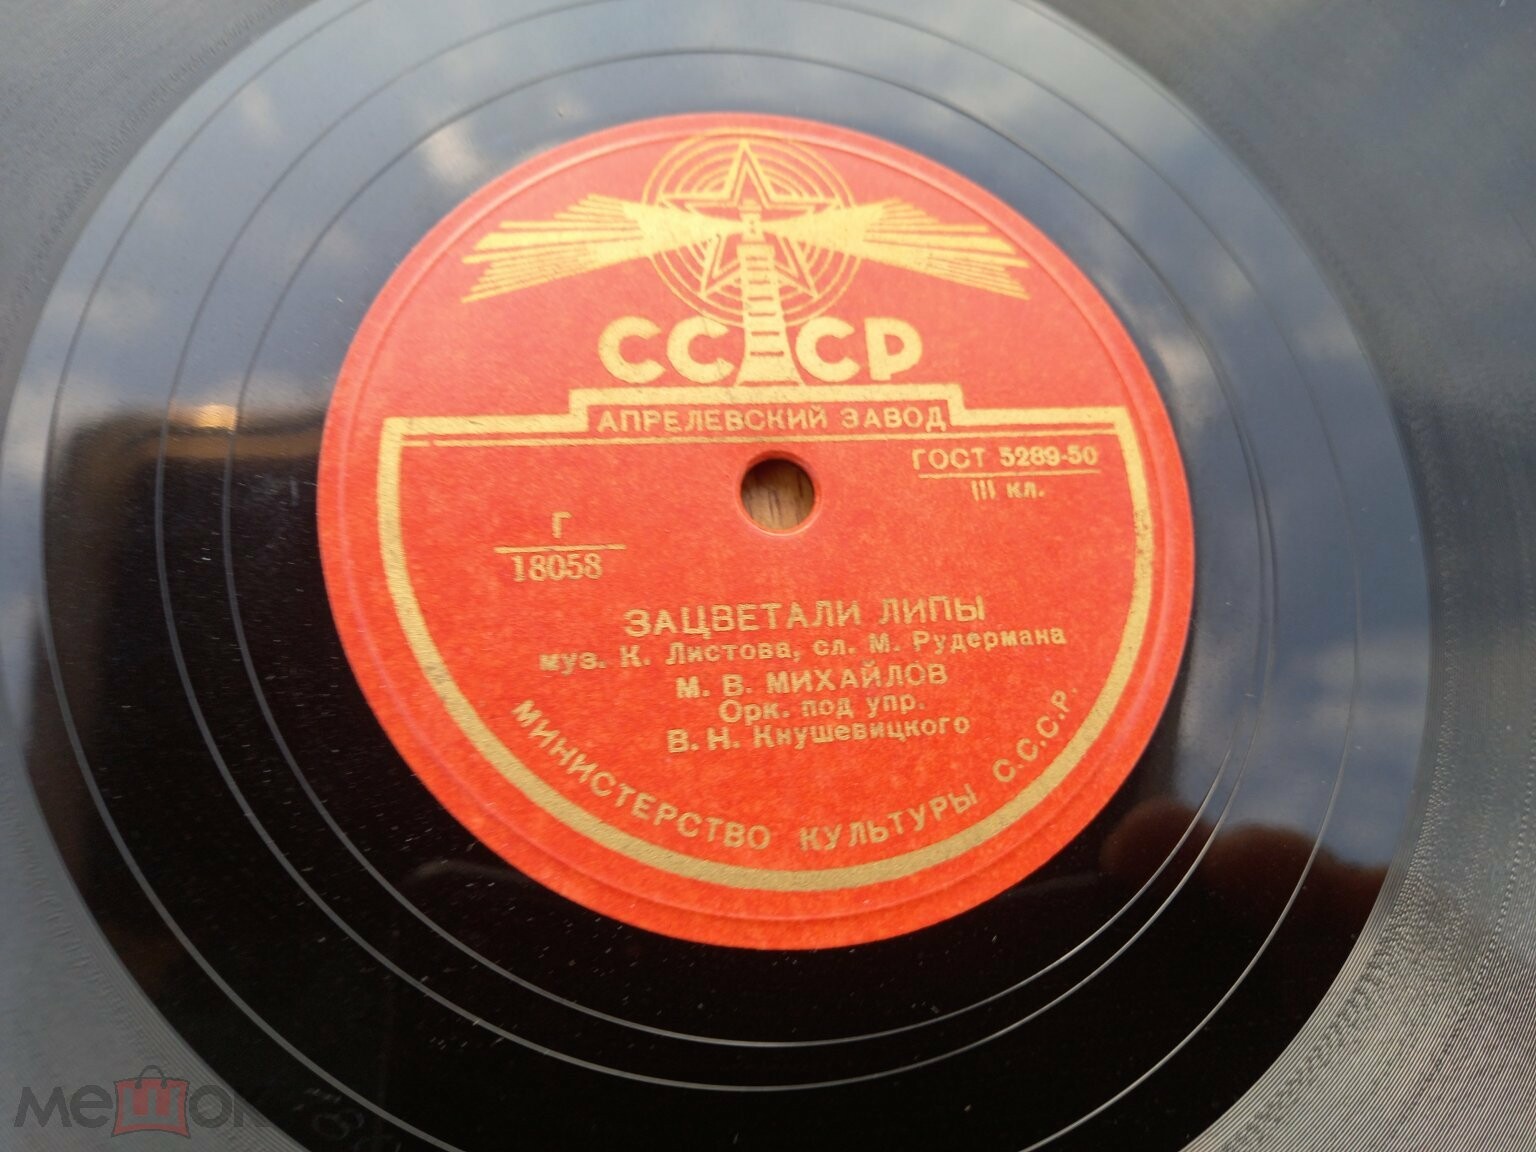 СССР
АПРЕЛЕВСКИЙ ЗАВОД
ГОСТ 5289-50
III кл.
Г
18058
ЗАЦВЕТАЛИ ЛИПЫ
муз. К. Листова, сл. М. Рудермана
М. В. МИХАЙЛОВ
Орк. под упр.
В. Н. Кнушевицкого
МИНИСТЕРСТВО КУЛЬТУРЫ С.С.С.Р.
мешок